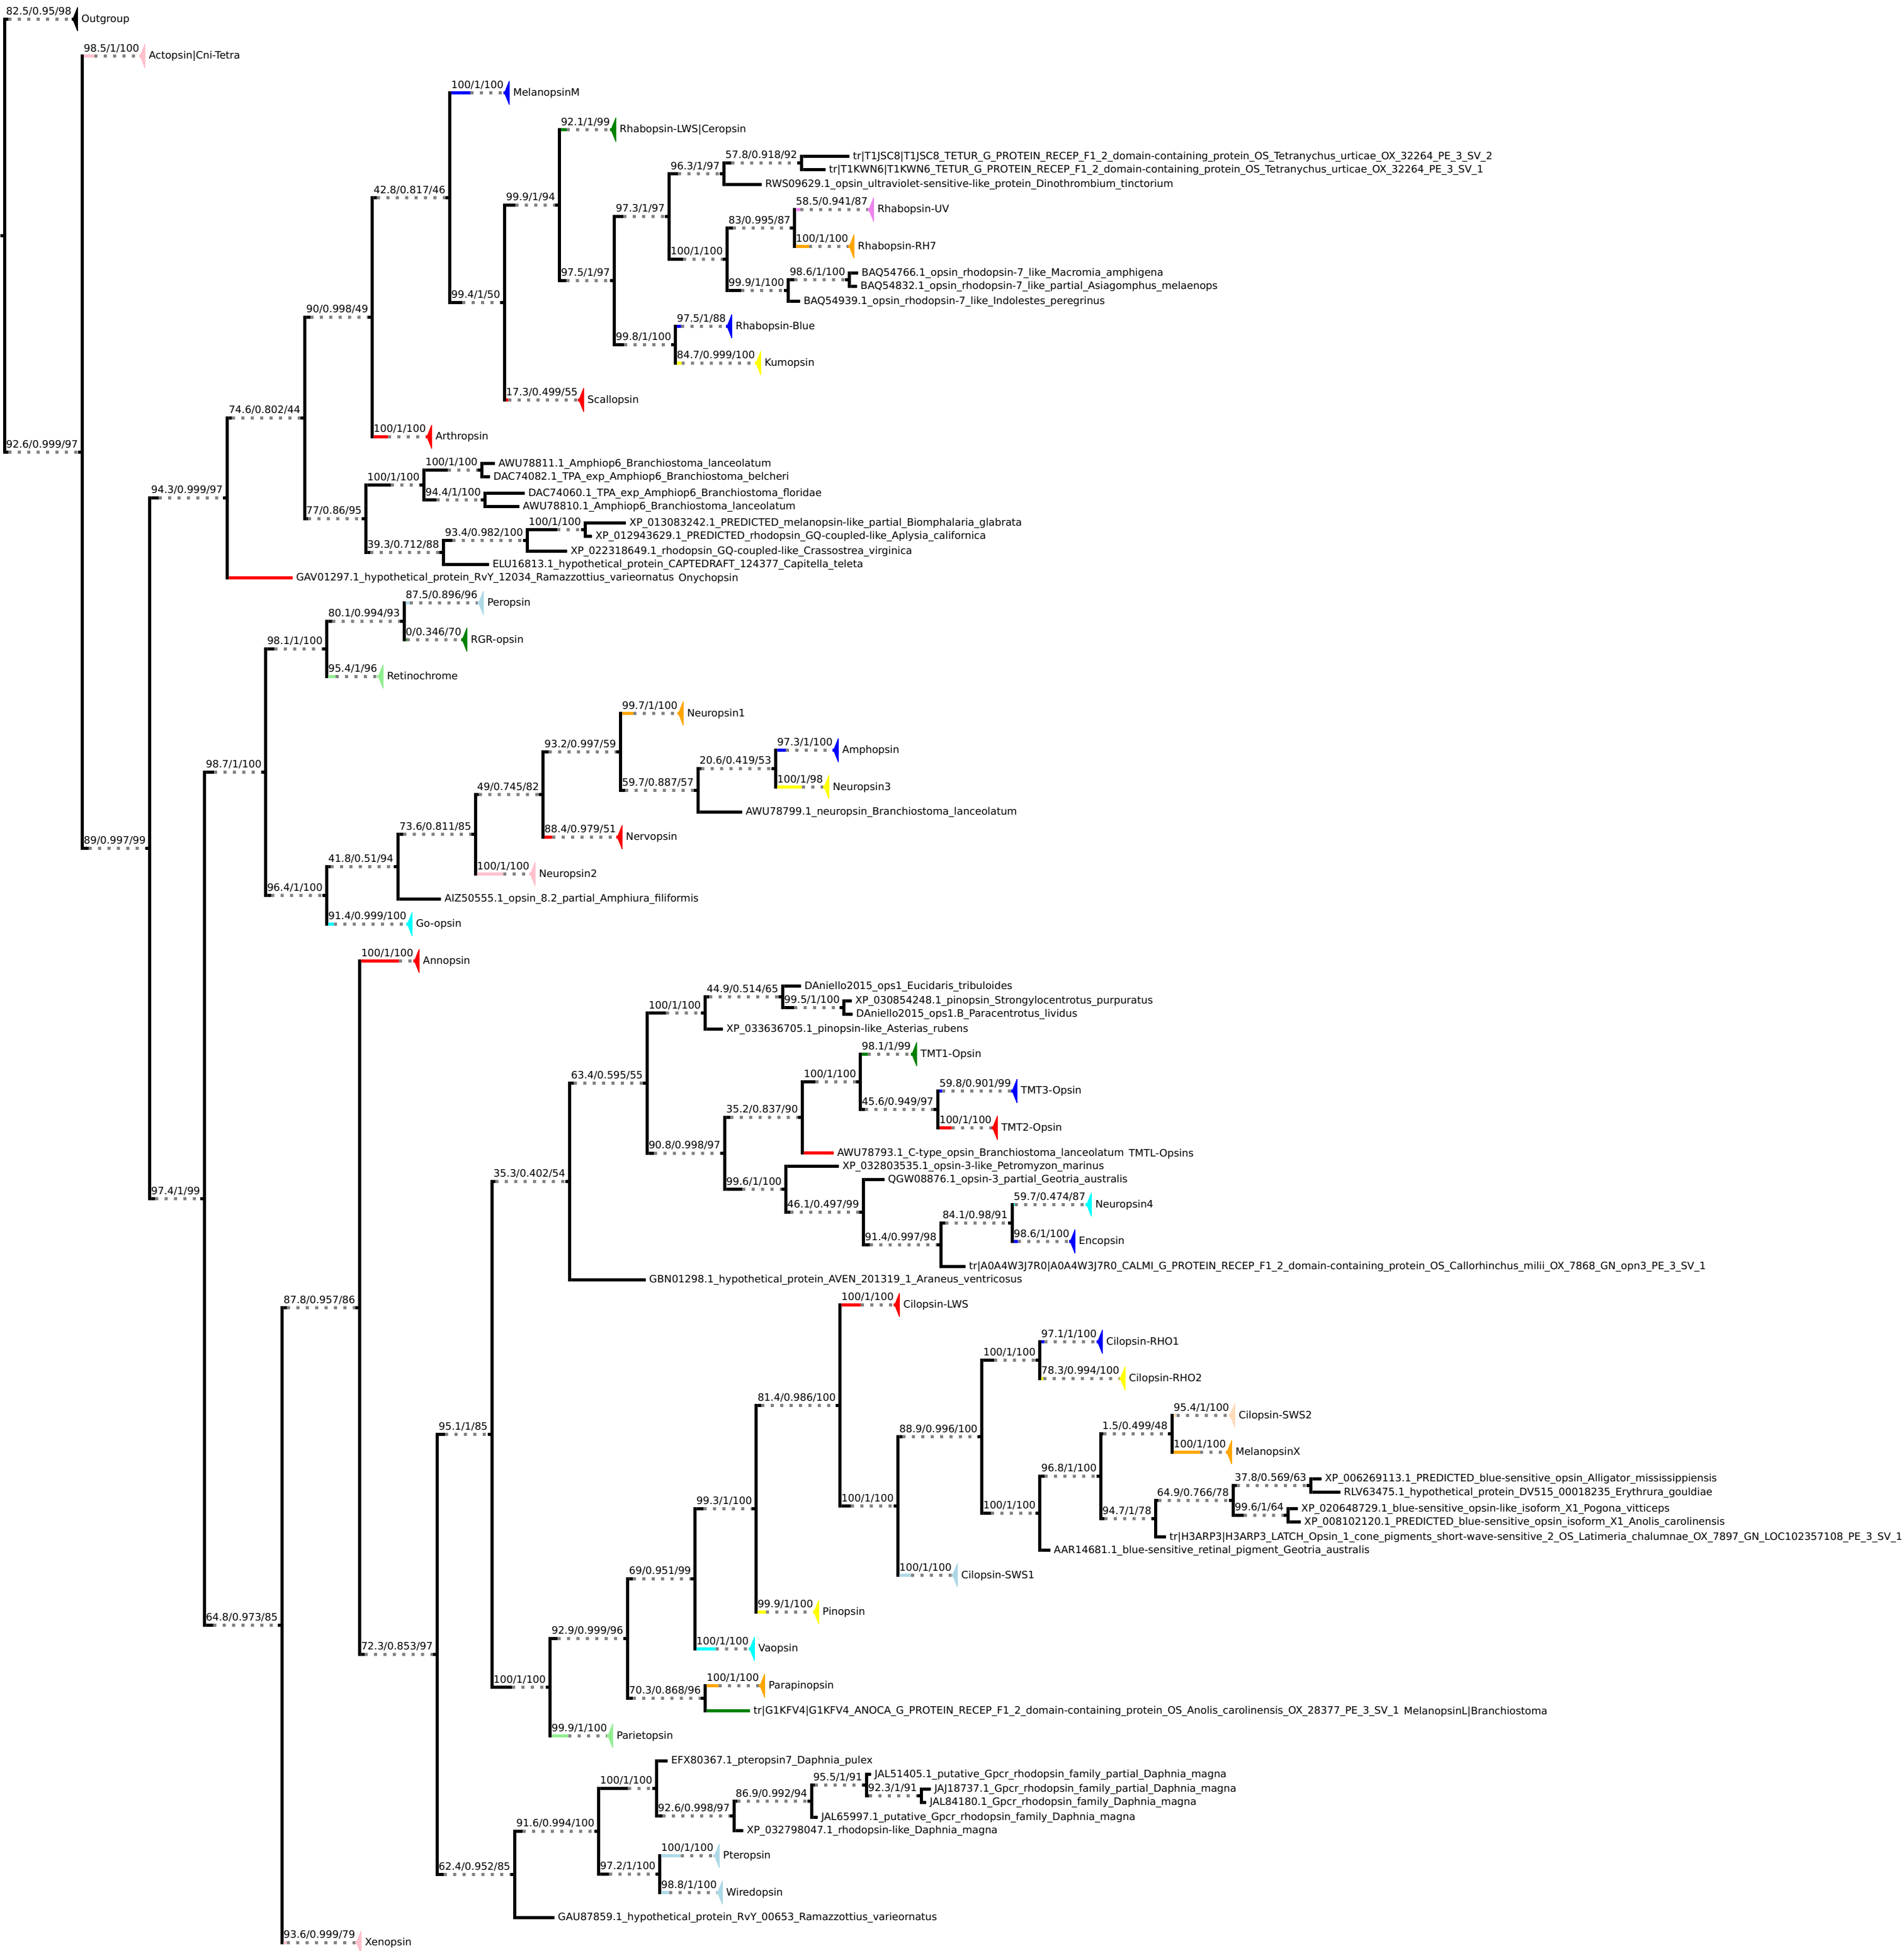 82.5/0.95/98 Outgroup
98.5/1/100 Actopsin|Cni-Tetra
100/1/100 MelanopsinM
92.1/1/99 Rhabopsin-LWS|Ceropsin
57.8/0.918/92 tr|T1JSC8|T1JSC8_TETUR_G_PROTEIN_RECEP_F1_2_domain-containing_protein_OS_Tetranychus_urticae_OX_32264_PE_3_SV_2
96.3/1/97 tr|T1KWN6|T1KWN6_TETUR_G_PROTEIN_RECEP_F1_2_domain-containing_protein_OS_Tetranychus_urticae_OX_32264_PE_3_SV_1
RWS09629.1_opsin_ultraviolet-sensitive-like_protein_Dinothrombium_tinctorium
42.8/0.817/46
99.9/1/94
58.5/0.941/87 Rhabopsin-UV
97.3/1/97
83/0.995/87
100/1/100 Rhabopsin-RH7
100/1/100
97.5/1/97
98.6/1/100 BAQ54766.1_opsin_rhodopsin-7_like_Macromia_amphigena
BAQ54832.1_opsin_rhodopsin-7_like_partial_Asiagomphus_melaenops
99.9/1/100
99.4/1/50
BAQ54939.1_opsin_rhodopsin-7_like_Indolestes_peregrinus
90/0.998/49
97.5/1/88 Rhabopsin-Blue
99.8/1/100
84.7/0.999/100 Kumopsin
17.3/0.499/55 Scallopsin
74.6/0.802/44
100/1/100 Arthropsin
92.6/0.999/97
100/1/100 AWU78811.1_Amphiop6_Branchiostoma_lanceolatum
DAC74082.1_TPA_exp_Amphiop6_Branchiostoma_belcheri
100/1/100
94.3/0.999/97
94.4/1/100 DAC74060.1_TPA_exp_Amphiop6_Branchiostoma_floridae
AWU78810.1_Amphiop6_Branchiostoma_lanceolatum
77/0.86/95
100/1/100 XP_013083242.1_PREDICTED_melanopsin-like_partial_Biomphalaria_glabrata
93.4/0.982/100 XP_012943629.1_PREDICTED_rhodopsin_GQ-coupled-like_Aplysia_californica
39.3/0.712/88 XP_022318649.1_rhodopsin_GQ-coupled-like_Crassostrea_virginica
ELU16813.1_hypothetical_protein_CAPTEDRAFT_124377_Capitella_teleta
GAV01297.1_hypothetical_protein_RvY_12034_Ramazzottius_varieornatus Onychopsin
87.5/0.896/96 Peropsin
80.1/0.994/93
0/0.346/70 RGR-opsin
98.1/1/100
95.4/1/96 Retinochrome
99.7/1/100 Neuropsin1
93.2/0.997/59
97.3/1/100 Amphopsin
20.6/0.419/53
98.7/1/100
59.7/0.887/57
100/1/98 Neuropsin3
49/0.745/82
AWU78799.1_neuropsin_Branchiostoma_lanceolatum
73.6/0.811/85
88.4/0.979/51 Nervopsin
89/0.997/99
41.8/0.51/94
100/1/100 Neuropsin2
96.4/1/100
AIZ50555.1_opsin_8.2_partial_Amphiura_filiformis
91.4/0.999/100 Go-opsin
100/1/100 Annopsin
DAniello2015_ops1_Eucidaris_tribuloides
44.9/0.514/65
99.5/1/100 XP_030854248.1_pinopsin_Strongylocentrotus_purpuratus
100/1/100 DAniello2015_ops1.B_Paracentrotus_lividus
XP_033636705.1_pinopsin-like_Asterias_rubens
98.1/1/99 TMT1-Opsin
63.4/0.595/55
100/1/100
59.8/0.901/99 TMT3-Opsin
45.6/0.949/97
35.2/0.837/90
100/1/100 TMT2-Opsin
90.8/0.998/97
AWU78793.1_C-type_opsin_Branchiostoma_lanceolatum TMTL-Opsins
XP_032803535.1_opsin-3-like_Petromyzon_marinus
35.3/0.402/54
QGW08876.1_opsin-3_partial_Geotria_australis
99.6/1/100
97.4/1/99
59.7/0.474/87 Neuropsin4
46.1/0.497/99
84.1/0.98/91
91.4/0.997/98
98.6/1/100 Encopsin
tr|A0A4W3J7R0|A0A4W3J7R0_CALMI_G_PROTEIN_RECEP_F1_2_domain-containing_protein_OS_Callorhinchus_milii_OX_7868_GN_opn3_PE_3_SV_1
GBN01298.1_hypothetical_protein_AVEN_201319_1_Araneus_ventricosus
87.8/0.957/86
100/1/100 Cilopsin-LWS
97.1/1/100 Cilopsin-RHO1
100/1/100
78.3/0.994/100 Cilopsin-RHO2
81.4/0.986/100
95.4/1/100 Cilopsin-SWS2
95.1/1/85
88.9/0.996/100
1.5/0.499/48
100/1/100 MelanopsinX
96.8/1/100
37.8/0.569/63 XP_006269113.1_PREDICTED_blue-sensitive_opsin_Alligator_mississippiensis
RLV63475.1_hypothetical_protein_DV515_00018235_Erythrura_gouldiae
99.3/1/100
100/1/100
100/1/100
64.9/0.766/78
99.6/1/64 XP_020648729.1_blue-sensitive_opsin-like_isoform_X1_Pogona_vitticeps
94.7/1/78 XP_008102120.1_PREDICTED_blue-sensitive_opsin_isoform_X1_Anolis_carolinensis
tr|H3ARP3|H3ARP3_LATCH_Opsin_1_cone_pigments_short-wave-sensitive_2_OS_Latimeria_chalumnae_OX_7897_GN_LOC102357108_PE_3_SV_1
AAR14681.1_blue-sensitive_retinal_pigment_Geotria_australis
69/0.951/99
100/1/100 Cilopsin-SWS1
99.9/1/100 Pinopsin
64.8/0.973/85
92.9/0.999/96
72.3/0.853/97
100/1/100 Vaopsin
100/1/100
100/1/100 Parapinopsin
70.3/0.868/96
tr|G1KFV4|G1KFV4_ANOCA_G_PROTEIN_RECEP_F1_2_domain-containing_protein_OS_Anolis_carolinensis_OX_28377_PE_3_SV_1 MelanopsinL|Branchiostoma
99.9/1/100 Parietopsin
EFX80367.1_pteropsin7_Daphnia_pulex
100/1/100
95.5/1/91 JAL51405.1_putative_Gpcr_rhodopsin_family_partial_Daphnia_magna
92.3/1/91 JAJ18737.1_Gpcr_rhodopsin_family_partial_Daphnia_magna
86.9/0.992/94 JAL84180.1_Gpcr_rhodopsin_family_Daphnia_magna
92.6/0.998/97 JAL65997.1_putative_Gpcr_rhodopsin_family_Daphnia_magna
91.6/0.994/100
XP_032798047.1_rhodopsin-like_Daphnia_magna
100/1/100 Pteropsin
97.2/1/100
62.4/0.952/85
98.8/1/100 Wiredopsin
GAU87859.1_hypothetical_protein_RvY_00653_Ramazzottius_varieornatus
93.6/0.999/79 Xenopsin